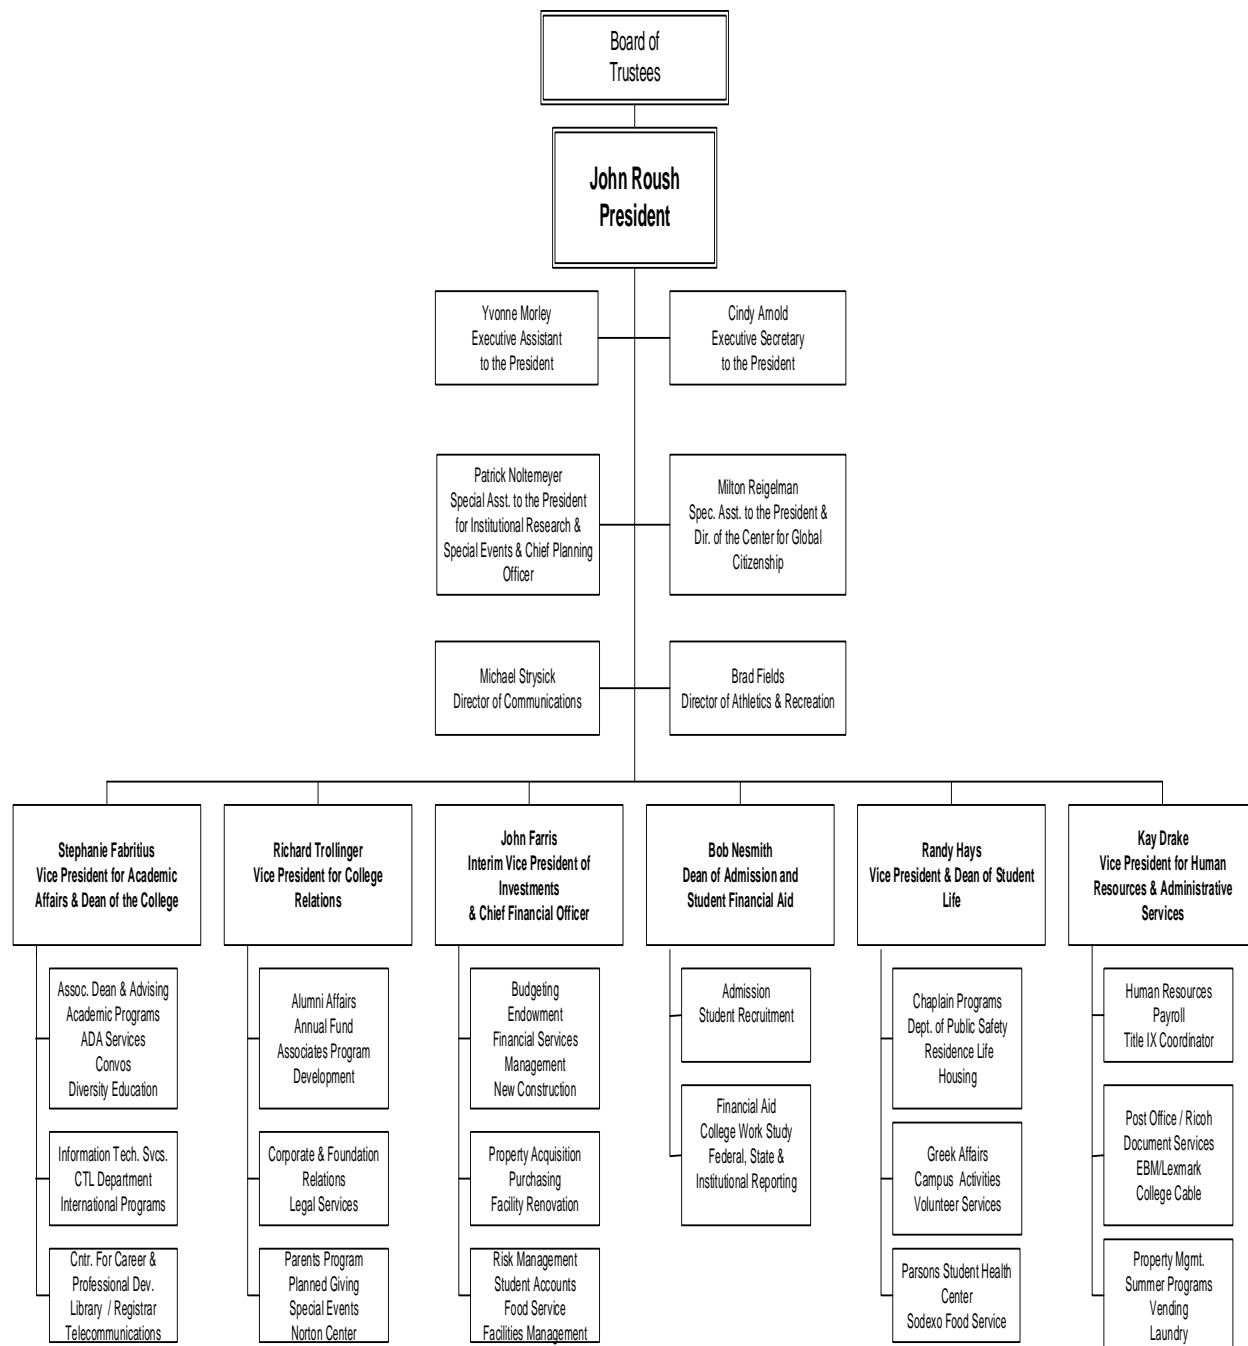 Board of
Trustees
John Roush
President
Yvonne Morley
Executive Assistant
to the President
Cindy Arnold
Executive Secretary
to the President
Patrick Noltemeyer
Special Asst. to the President
for Institutional Research &
Special Events & Chief Planning
Officer
Milton Reigelman
Spec. Asst. to the President &
Dir. of the Center for Global
Citizenship
Michael Strysick
Director of Communications
Brad Fields
Director of Athletics & Recreation
Stephanie Fabritius
Vice President for Academic
Affairs & Dean of the College
Richard Trollinger
Vice President for College
Relations
John Farris
Interim Vice President of
Investments
& Chief Financial Officer
Bob Nesmith
Dean of Admission and
Student Financial Aid
Randy Hays
Vice President & Dean of Student
Life
Kay Drake
Vice President for Human
Resources & Administrative
Services
Assoc. Dean & Advising
Academic Programs
ADA Services
Convos
Diversity Education
Alumni Affairs
Annual Fund
Associates Program
Development
Budgeting
Endowment
Financial Services
Management
New Construction
Admission
Student Recruitment
Chaplain Programs
Dept. of Public Safety
Residence Life
Housing
Human Resources
Payroll
Title IX Coordinator
Information Tech. Svcs.
CTL Department
International Programs
Corporate & Foundation
Relations
Legal Services
Property Acquisition
Purchasing
Facility Renovation
Financial Aid
College Work Study
Federal, State &
Institutional Reporting
Greek Affairs
Campus Activities
Volunteer Services
Post Office / Ricoh
Document Services
EBM/Lexmark
College Cable
Cntr. For Career &
Professional Dev.
Library / Registrar
Telecommunications
Parents Program
Planned Giving
Special Events
Norton Center
Risk Management
Student Accounts
Food Service
Facilities Management
Parsons Student Health
Center
Sodexo Food Service
Property Mgmt.
Summer Programs
Vending
Laundry